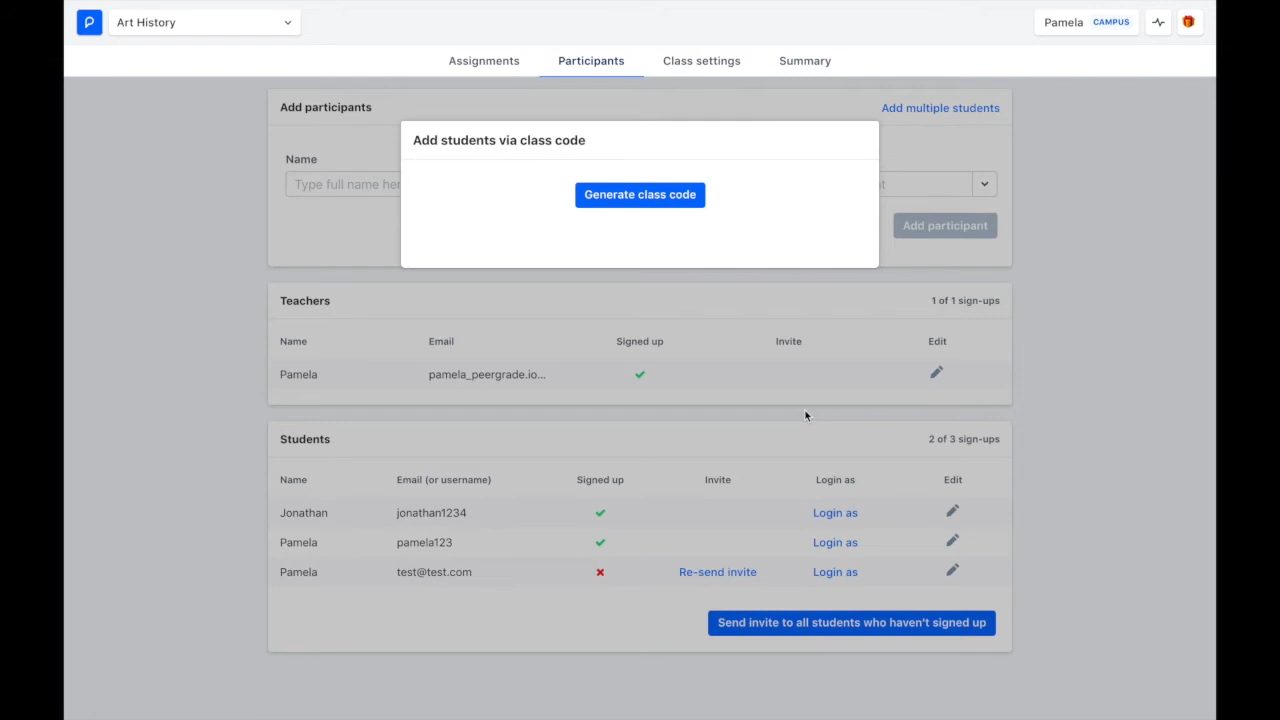 Art History
Pamela CAMPUS
Assignments Participants Class settings Summary
Add participants Add multiple students
Add students via class code
Name
Type full name her
Generate class code
Add participant
Teachers 1 of 1 sign-ups
Name Email Signed up Invite Edit
Pamela pamela_peergrade.io...
Students 2 of 3 sign-ups
Name Email (or username) Signed up Invite Login as Edit
Jonathan jonathan1234 Login as
Pamela pamela123 Login as
Pamela test@test.com Re-send invite Login as
Send invite to all students who haven't signed up